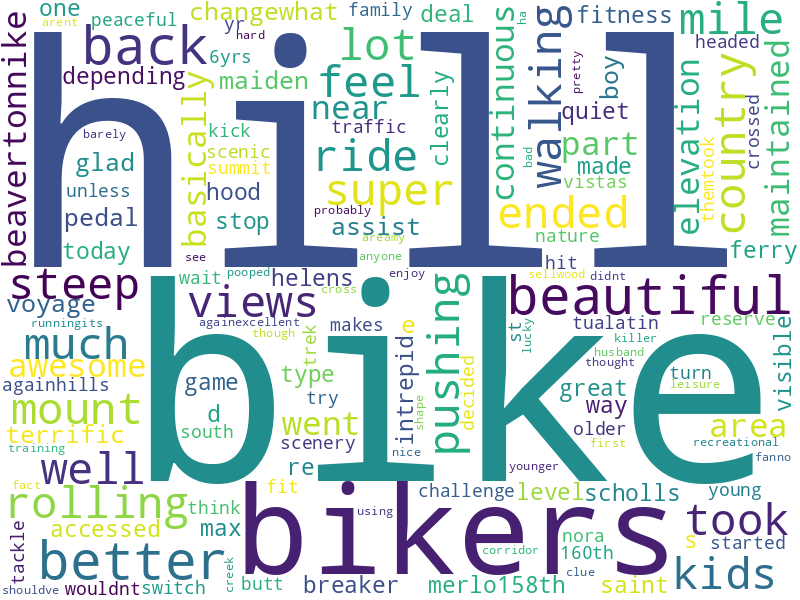 hill
bike
bikers
beautiful
back
lot
feel
near
ride
super
assist
walking
continuous
clearly
mile
fitness
boy
quiet
part
made
vistas
ended
nature
hit
elevation
country
maintained
crossed
headed
themtook
ferry
one
arent
peaceful
changewhat
yr
hard
family
deal
ha
pretty
bad
beavertonnike
depending
6yrs
maiden
basically
barely
kick
traffic
scenic
summit
glad
unless
hood
pedal
stop
probably
today
see
areamy
anyone
steep
wait
pooped
helens
cross
enjoy
sellwood
didnt
voyage
views
runningits
againexcellent
though
makes
trek
intrepid
e
pushing
decided
st
lucky
tualatin
reserve
killer
husband
thought
visible
much
awesome
game
type
try
great
turn
leisure
way
area
againhills
mount
d
south
went
scenery
shape
older
first
recreational
terrific
training
well
re
nice
younger
fanno
fact
rolling
think
fit
challenge
level
scholls
young
took
accessed
max
using
nora
160th
s
started
tackle
better
corridor
clue
shouldve
wouldnt
switch
creek
butt
breaker
merlo158th
saint
kids